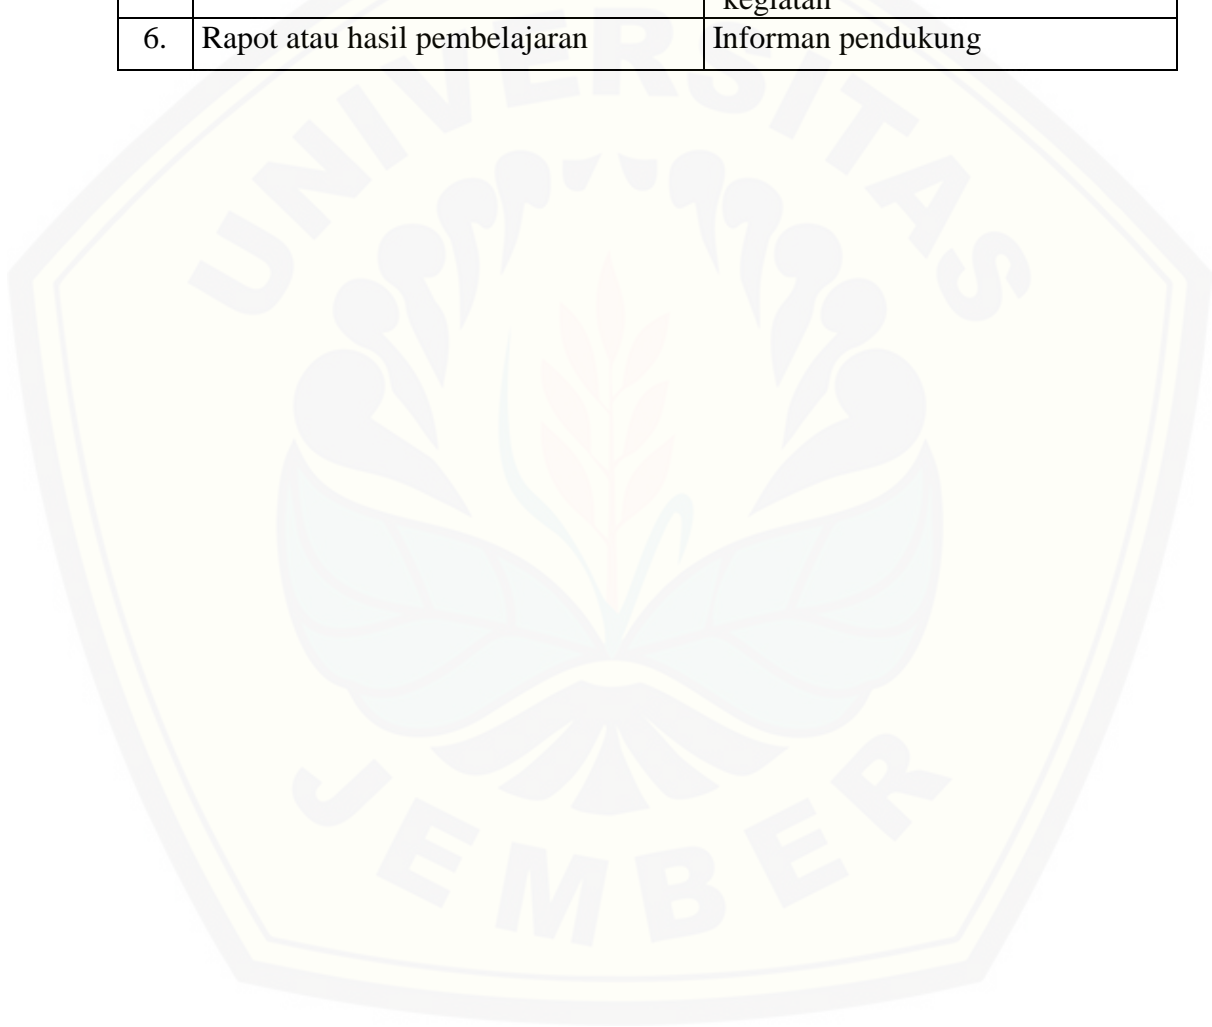 kegiatan
6. Rapot atau hasil pembelajaran Informan pendukung
UNIVERSITAS
JEMBER